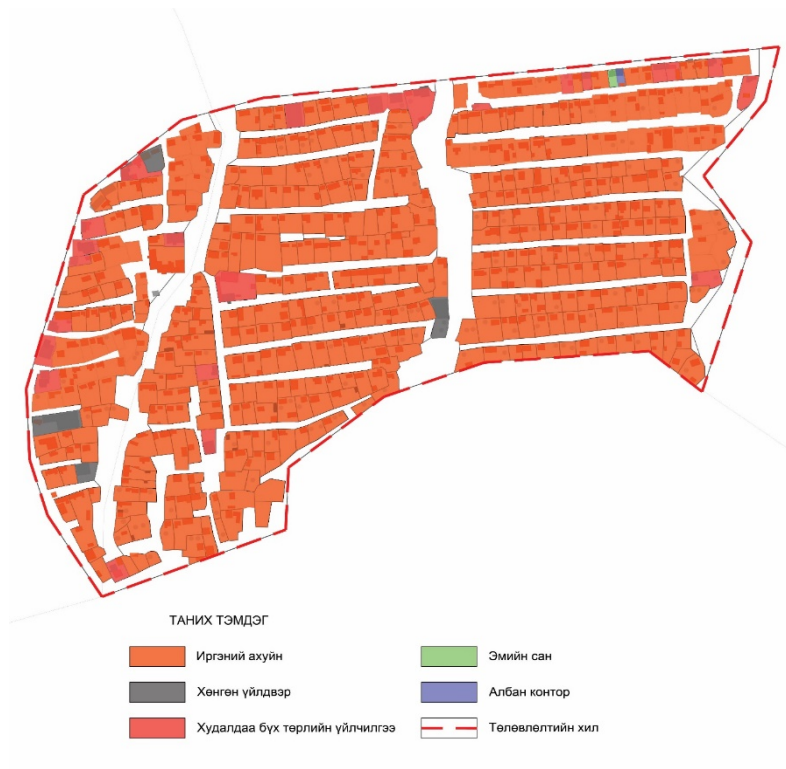 ТАНИХ ТЭМДЭГ
Иргэний ахуйн
Хөнгөн үйлдвэр
Худалдаа бүх төрлийн үйлчилгээ
Эмийн сан
Албан контор
Төлөвлөлтийн хил